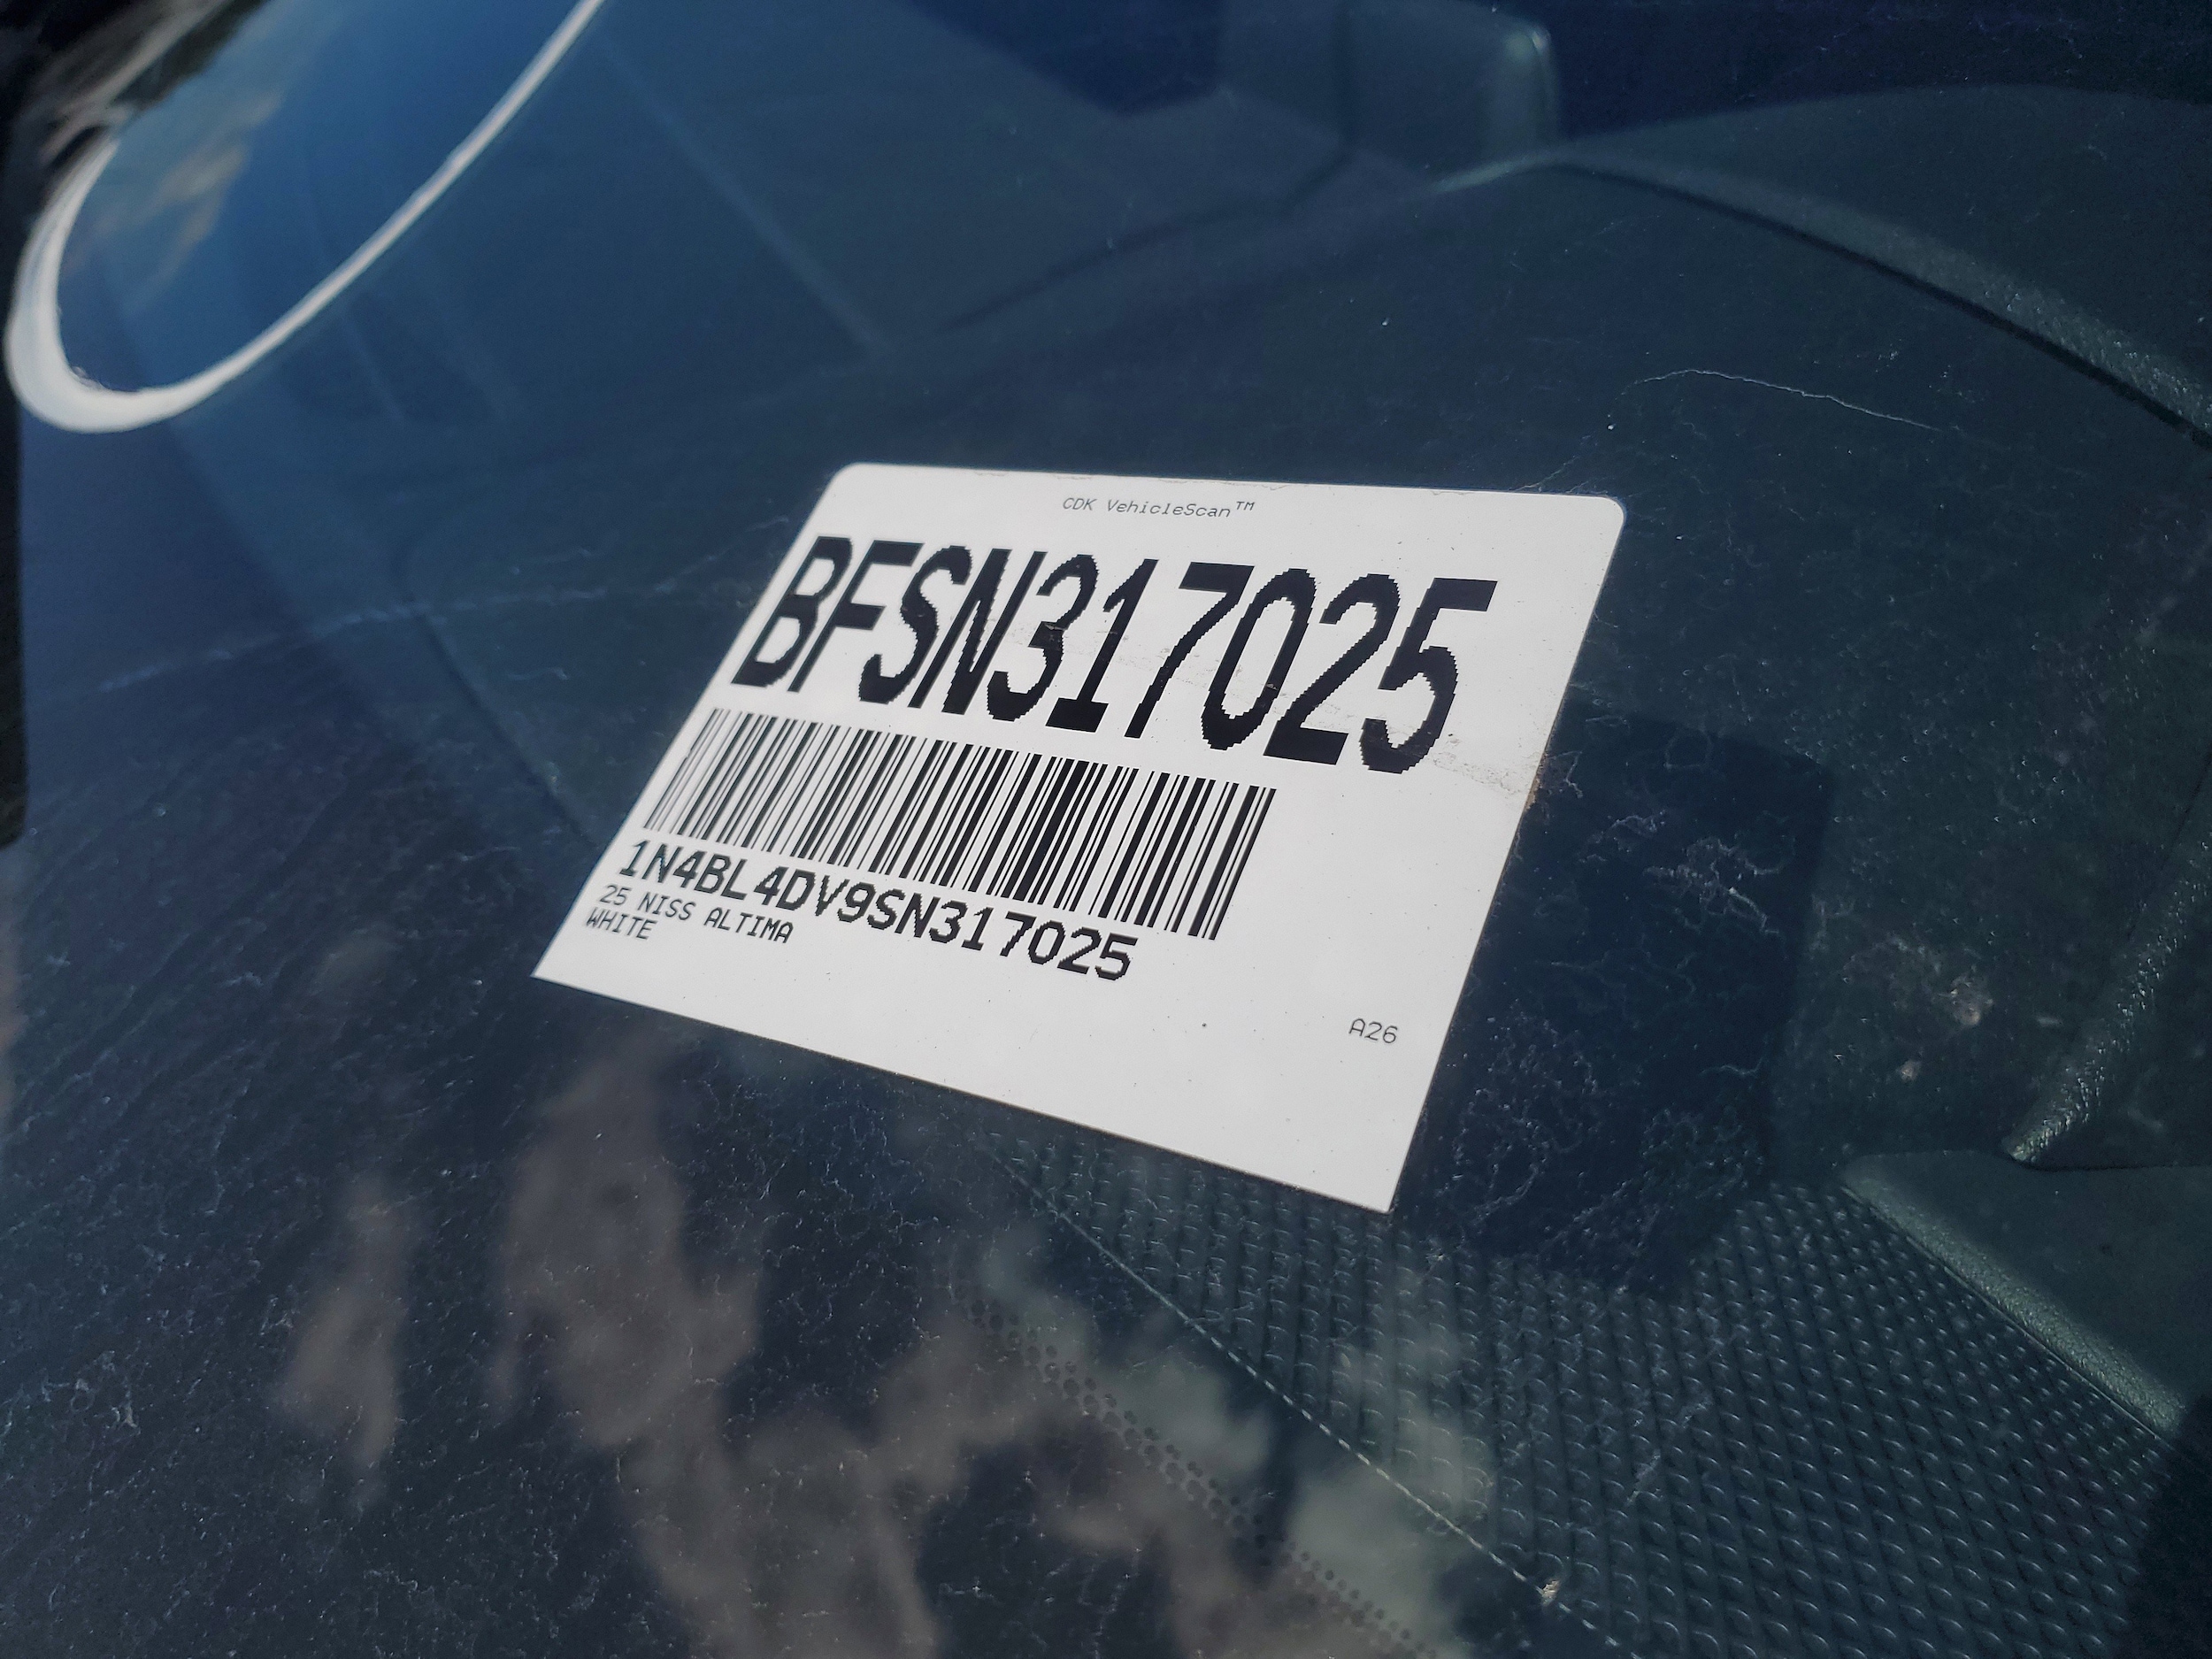 CDK VehicleScan™
BFSN317025
1N4BL4DV9SN317025
25 NISS ALTIMA
WHITE
A26